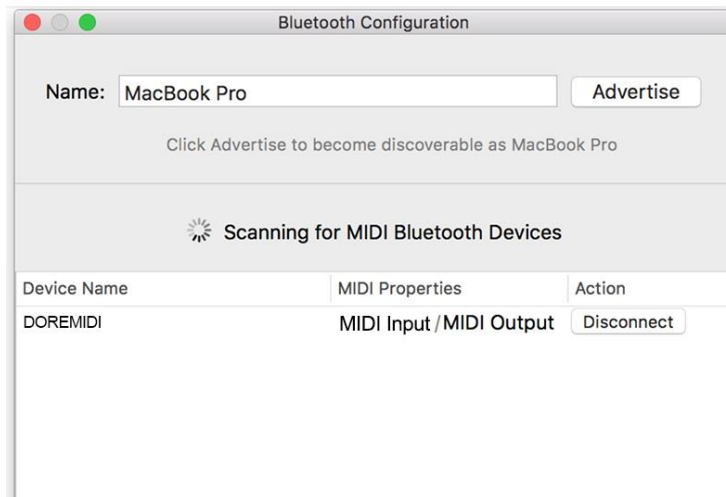 Bluetooth Configuration
Name: MacBook Pro Advertise
Click Advertise to become discoverable as MacBook Pro
Scanning for MIDI Bluetooth Devices
Device Name MIDI Properties Action
DOREMIDI MIDI Input / MIDI Output Disconnect